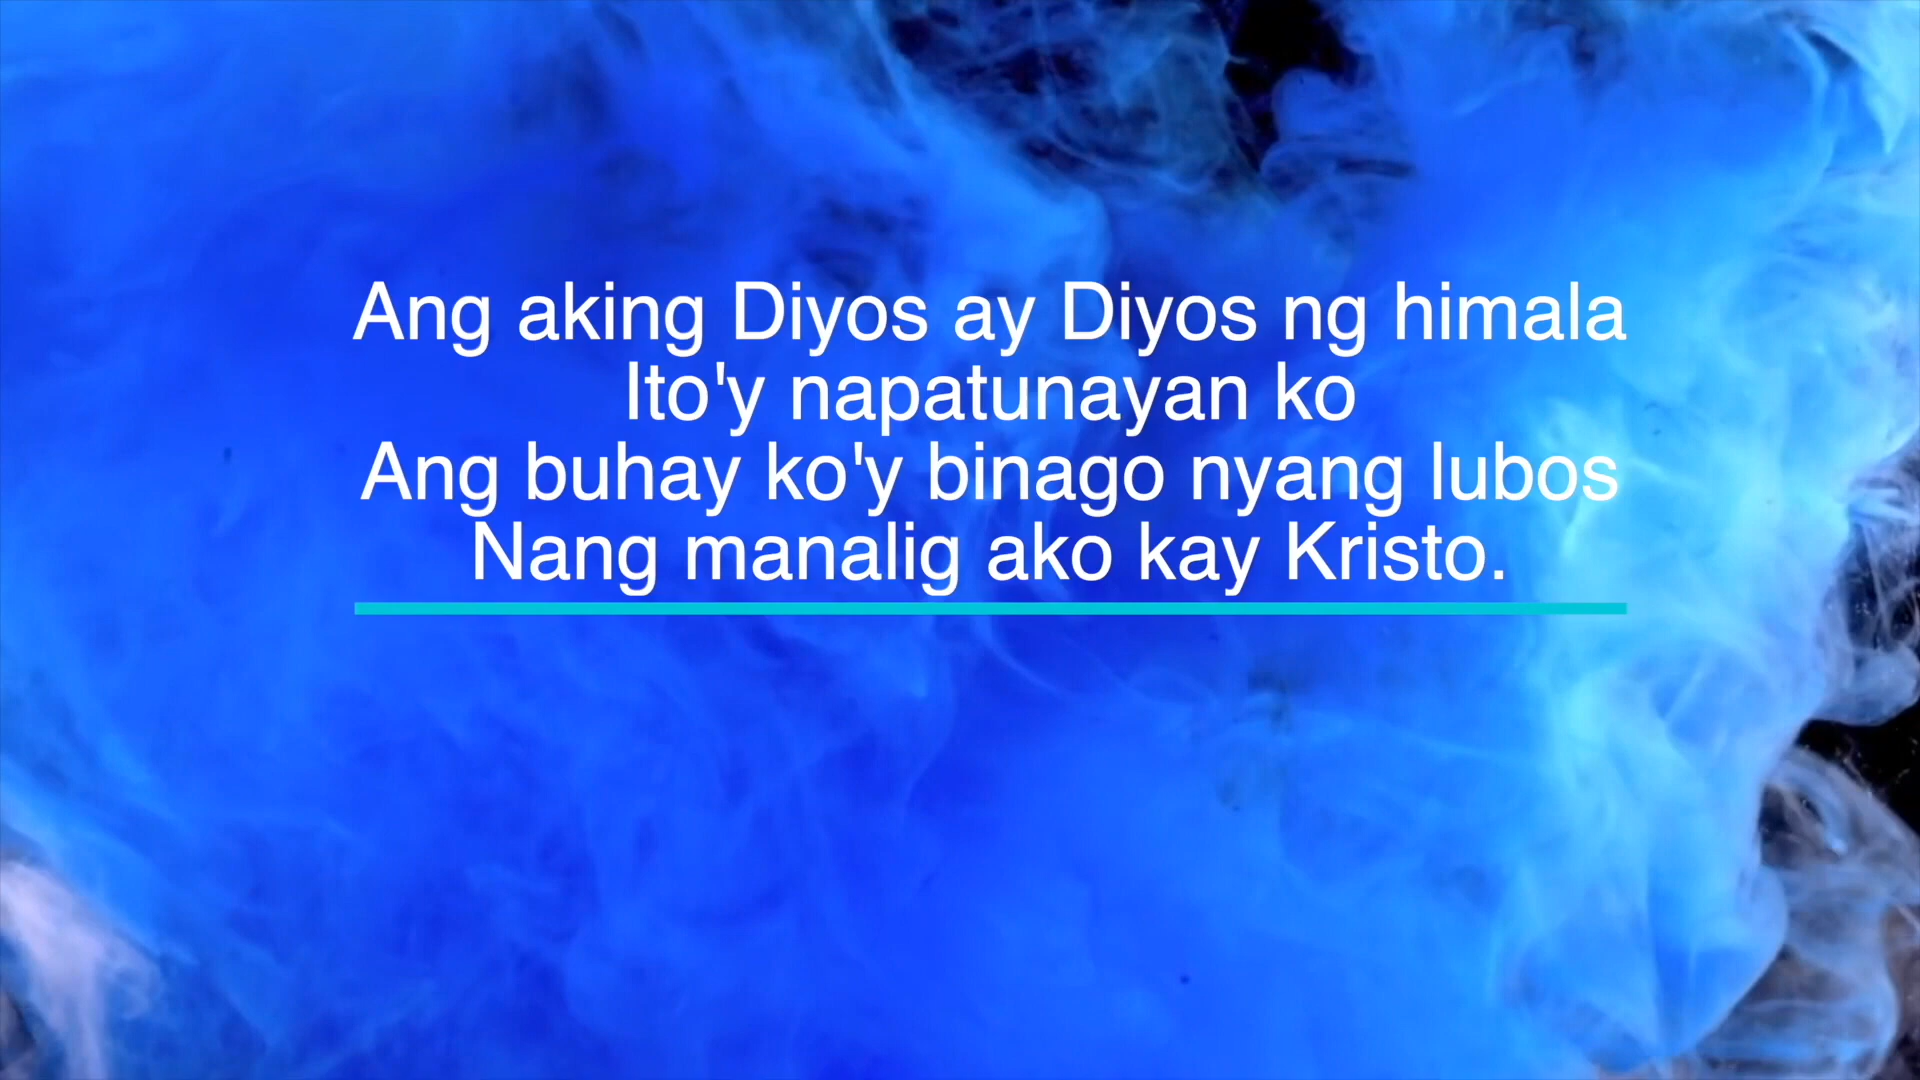 Ang aking Diyos ay Diyos ng himala
Ito'y napatunayan ko
Ang buhay ko'y binago nyang lubos
Nang manalig ako kay Kristo.